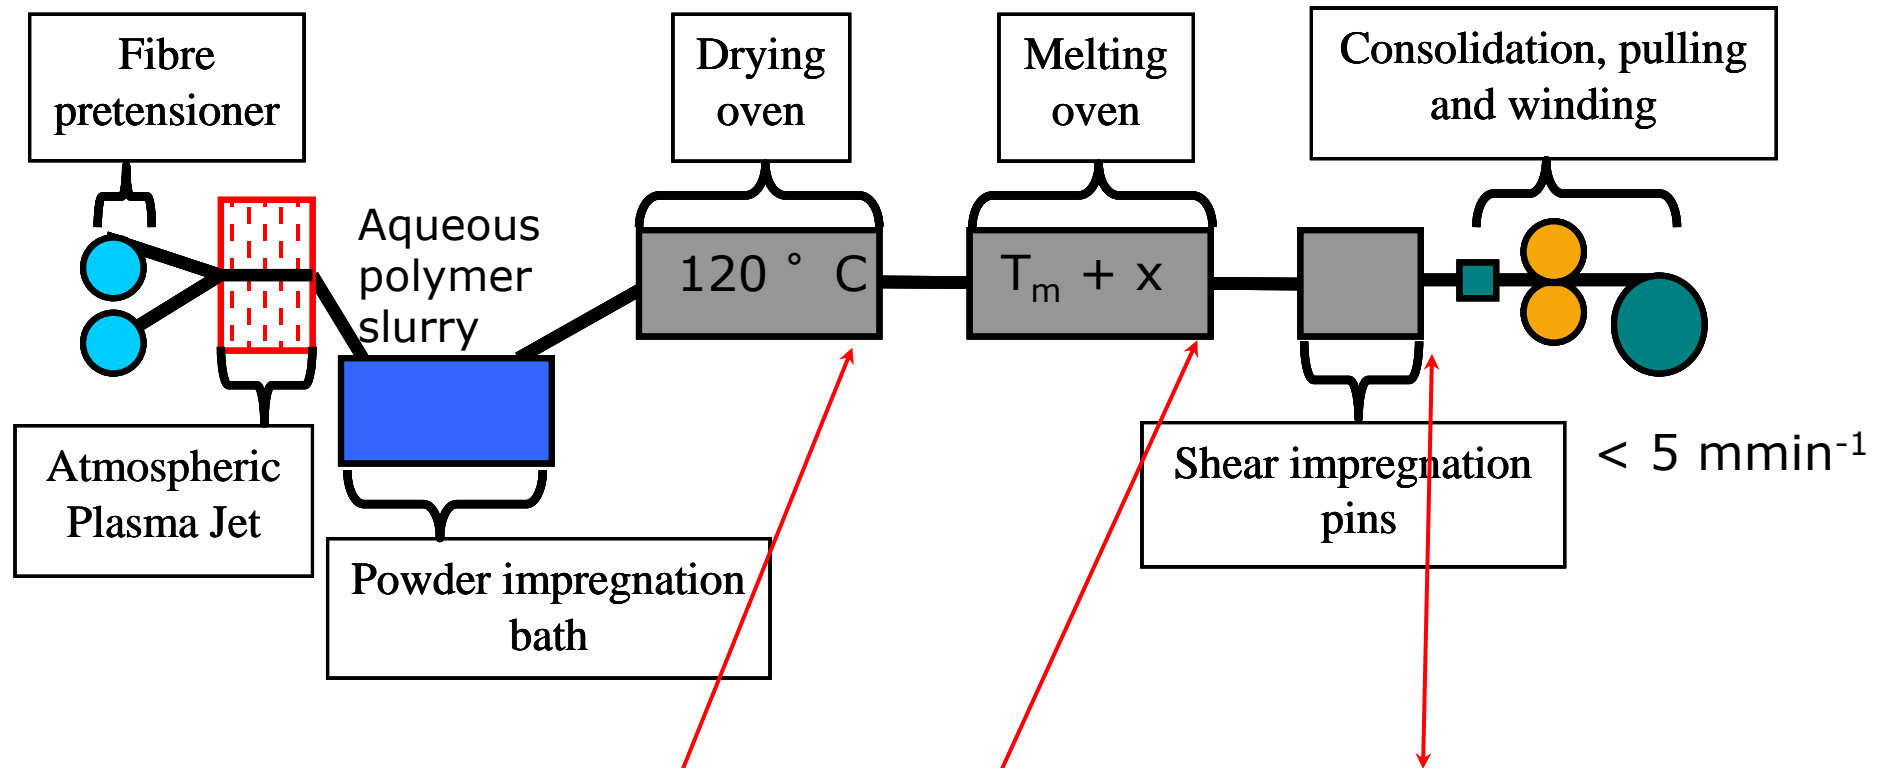 Fibre
pretensioner
Drying
oven
Melting
oven
Consolidation, pulling
and winding
Aqueous
polymer
slurry
120 ° C
Tm + x
Atmospheric
Plasma Jet
Powder impregnation
bath
Shear impregnation
pins
< 5 mmin-1